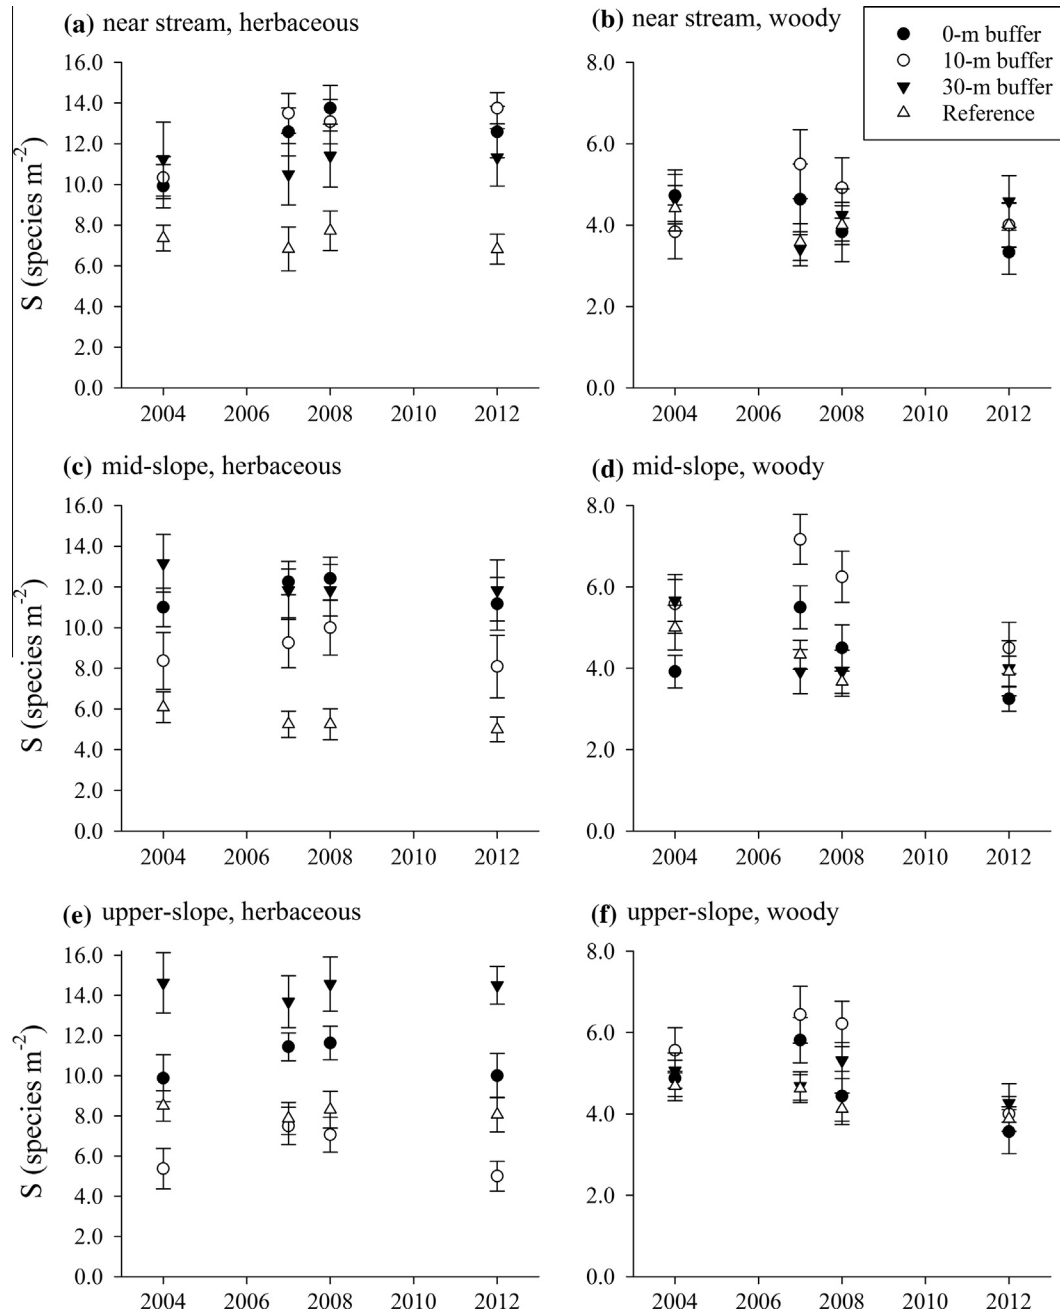 (a) near stream, herbaceous
(b) near stream, woody
0-m buffer
10-m buffer
30-m buffer
Reference
S (species m⁻²)
16.0
14.0
12.0
10.0
8.0
6.0
4.0
2.0
0.0
2004 2006 2008 2010 2012
8.0
6.0
4.0
2.0
0.0
2004 2006 2008 2010 2012
(c) mid-slope, herbaceous
(d) mid-slope, woody
S (species m⁻²)
16.0
14.0
12.0
10.0
8.0
6.0
4.0
2.0
0.0
2004 2006 2008 2010 2012
8.0
6.0
4.0
2.0
0.0
2004 2006 2008 2010 2012
(e) upper-slope, herbaceous
(f) upper-slope, woody
S (species m⁻²)
16.0
14.0
12.0
10.0
8.0
6.0
4.0
2.0
0.0
2004 2006 2008 2010 2012
8.0
6.0
4.0
2.0
0.0
2004 2006 2008 2010 2012